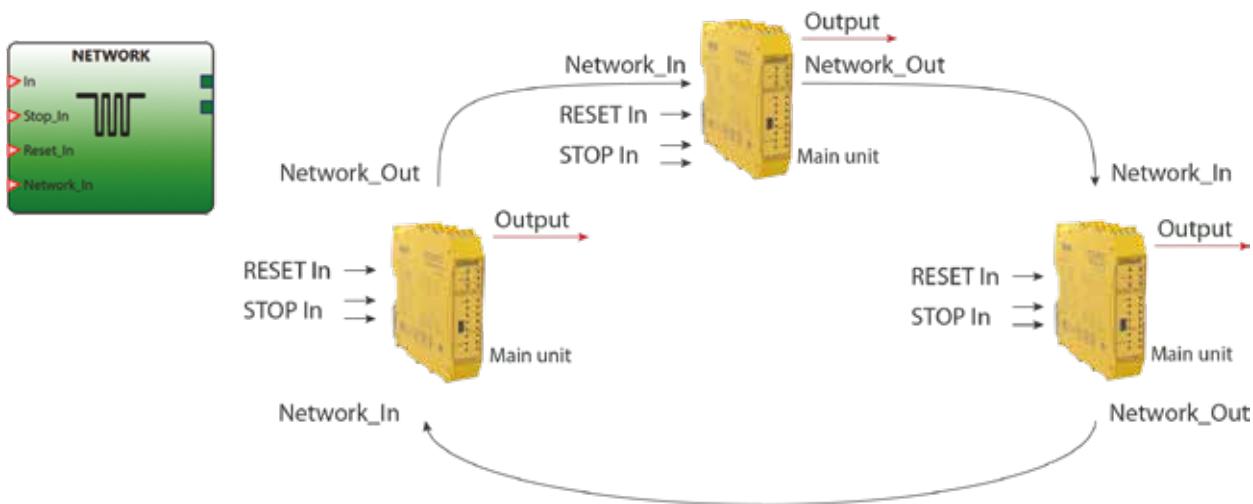 NETWORK
In
Stop_In
Reset_In
Network_In
Output
Network_In
Network_Out
RESET In
STOP In
Main unit
Network_Out
Network_In
Output
RESET In
STOP In
Main unit
Output
RESET In
STOP In
Main unit
Network_In
Network_Out